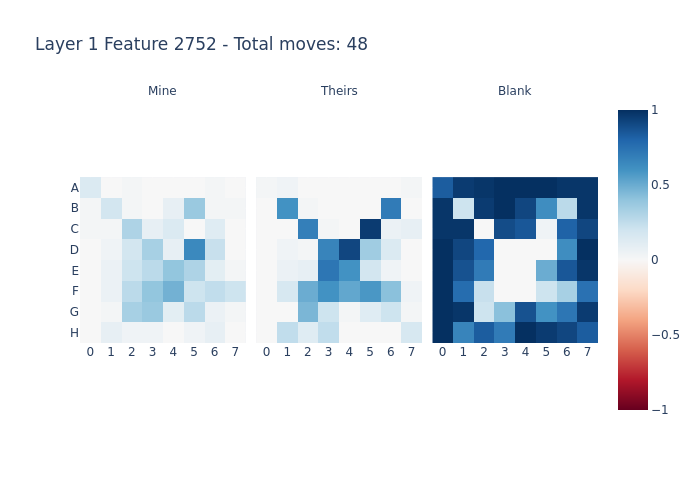 Layer 1 Feature 2752 - Total moves: 48
Mine Theirs Blank
A
B
C
D
E
F
G
H
0 1 2 3 4 5 6 7 0 1 2 3 4 5 6 7 0 1 2 3 4 5 6 7
1
0.5
0
−0.5
−1